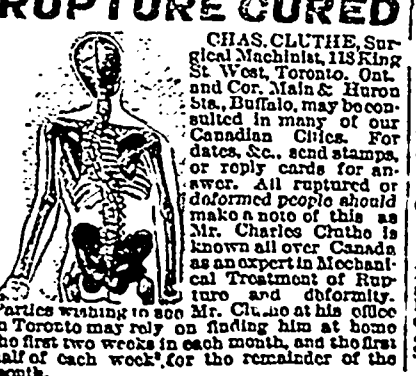 RUPTURE CURED
CHAS. CLUTHE, Sur-
gical Machinist, 118 King
St. West, Toronto, Ont.
and Cor. Main & Huron
Sts., Buffalo, may be con-
sulted in many of our
Canadian Cities. For
dates, &c., send stamps,
or reply cards for an-
swer. All ruptured or
deformed people should
make a note of this as
Mr. Charles Cluthe is
known all over Canada
as an expert in Mechani-
cal Treatment of Rup-
ture and deformity.
Parties wishing to see Mr. Cluthe at his office
n Toronto may rely on finding him at home
he first two weeks in each month, and the first
alf of each week for the remainder of the
month.